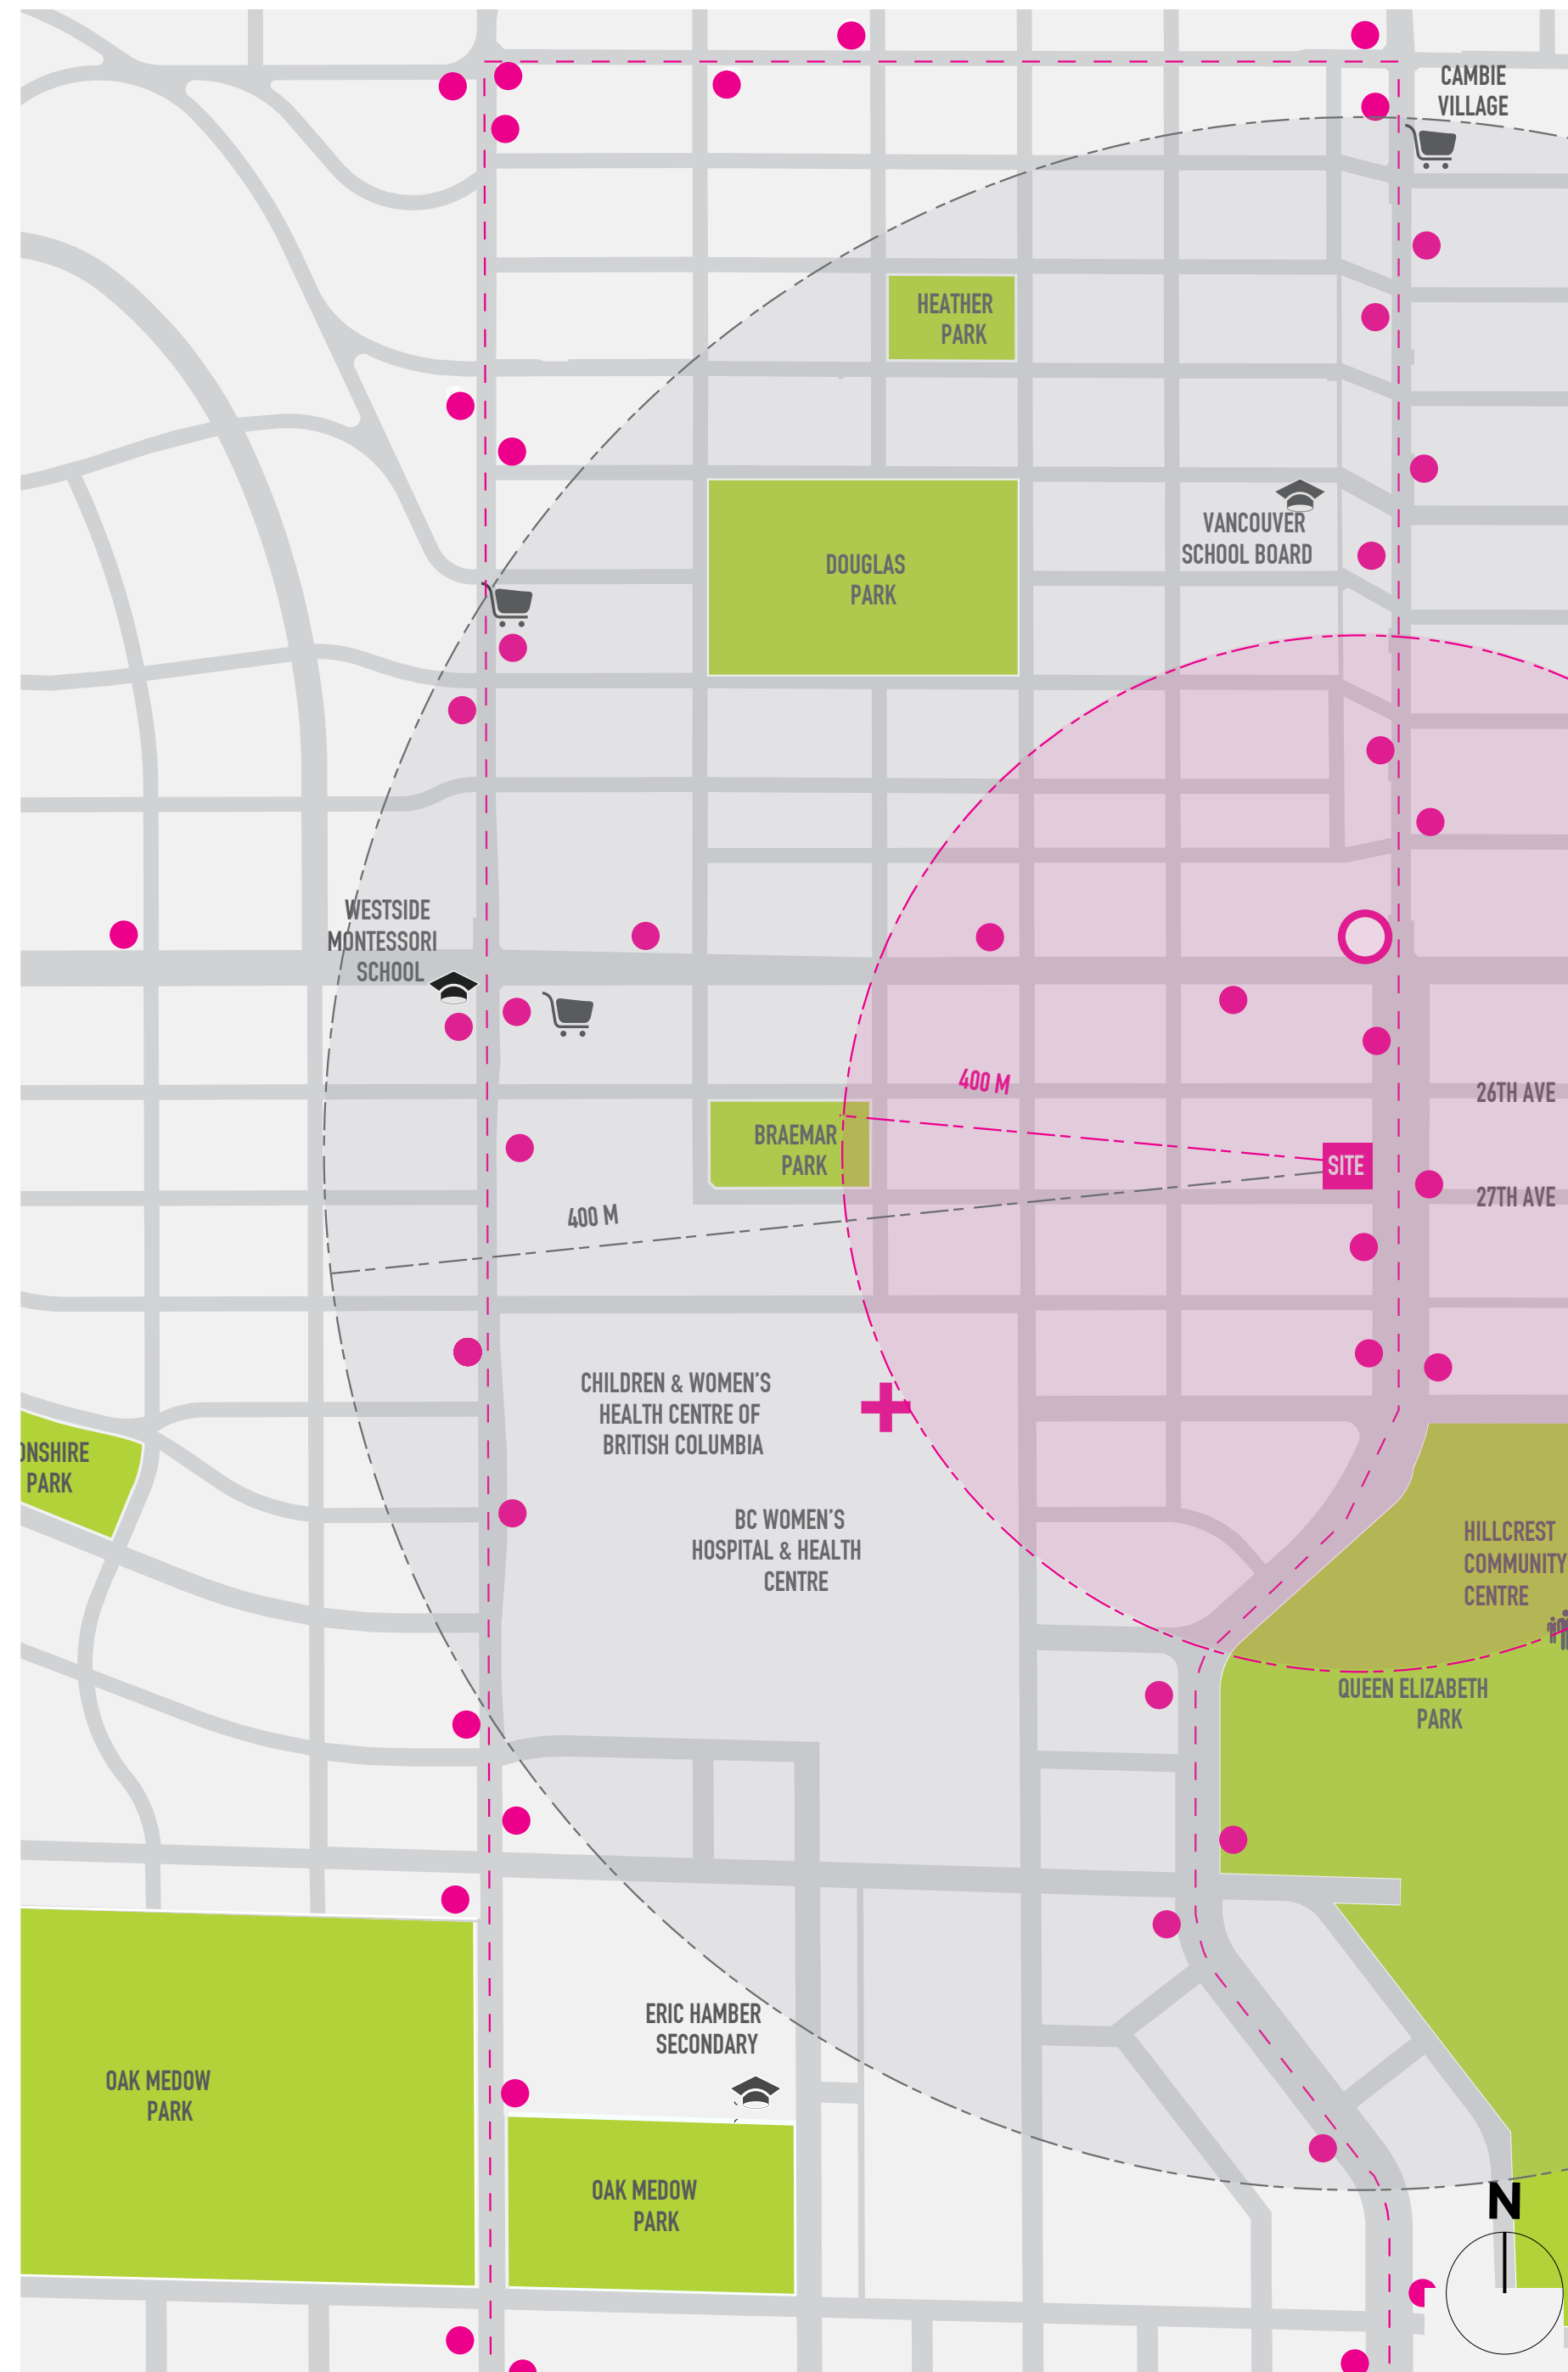 CAMBIE
VILLAGE
HEATHER
PARK
VANCOUVER
SCHOOL BOARD
DOUGLAS
PARK
WESTSIDE
MONTESSORI
SCHOOL
400 M
26TH AVE
BRAEMAR
PARK
SITE
27TH AVE
400 M
CHILDREN & WOMEN'S
HEALTH CENTRE OF
BRITISH COLUMBIA
ONSHIRE
PARK
BC WOMEN'S
HOSPITAL & HEALTH
CENTRE
HILLCREST
COMMUNITY
CENTRE
QUEEN ELIZABETH
PARK
ERIC HAMBER
SECONDARY
OAK MEDOW
PARK
OAK MEDOW
PARK
N